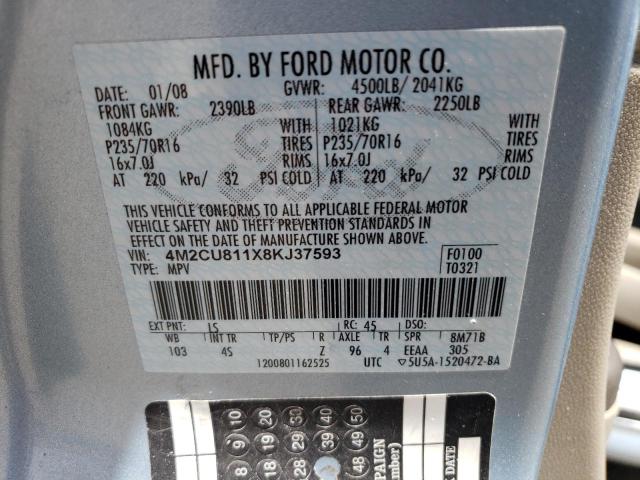 MFD. BY FORD MOTOR CO.
DATE: 01/08 GVWR: 4500LB/ 2041KG
FRONT GAWR: 2390LB REAR GAWR: 2250LB
1084KG WITH 1021KG WITH
P235/70R16 TIRES P235/70R16 TIRES
16x7.0J RIMS 16x7.0J RIMS
AT 220 kPa/ 32 PSI COLD AT 220 kPa/ 32 PSI COLD
THIS VEHICLE CONFORMS TO ALL APPLICABLE FEDERAL MOTOR
VEHICLE SAFETY AND THEFT PREVENTION STANDARDS IN
EFFECT ON THE DATE OF MANUFACTURE SHOWN ABOVE.
VIN: 4M2CU811X8KJ37593 F0100
TYPE: MPV T0321
EXT PNT: LS RC: 45 DSO:
WB INT TR TP/PS R AXLE TR SPR 8M71B
103 4S Z 96 4 EEAA 305
1200801162525 UTC ▽5U5A-1520472-BA
10 20 30 40 50
9 19 29 39 49
8 28 48
PAIGN
mber)
K DATE